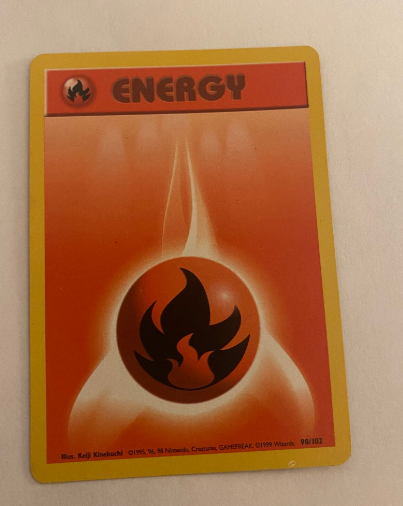 ENERGY
Illus. Keiji Kinebuchi ©1995, 96, 98 Nintendo, Creatures, GAMEFREAK. ©1999 Wizards. 98/102